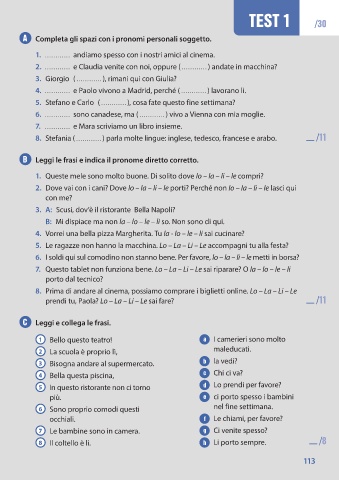 TEST 1 /30
A Completa gli spazi con i pronomi personali soggetto.
1. ............ andiamo spesso con i nostri amici al cinema.
2. ............ e Claudia venite con noi, oppure (............) andate in macchina?
3. Giorgio (............), rimani qui con Giulia?
4. ............ e Paolo vivono a Madrid, perché (............) lavorano lì.
5. Stefano e Carlo (............), cosa fate questo fine settimana?
6. ............ sono canadese, ma (............) vivo a Vienna con mia moglie.
7. ............ e Mara scriviamo un libro insieme.
8. Stefania (............) parla molte lingue: inglese, tedesco, francese e arabo. __ /11
B Leggi le frasi e indica il pronome diretto corretto.
1. Queste mele sono molto buone. Di solito dove lo – la – li – le compri?
2. Dove vai con i cani? Dove lo – la – li – le porti? Perché non lo – la – li – le lasci qui
con me?
3. A: Scusi, dov'è il ristorante Bella Napoli?
B: Mi dispiace ma non la – lo – le – li so. Non sono di qui.
4. Vorrei una bella pizza Margherita. Tu la - lo – le – li sai cucinare?
5. Le ragazze non hanno la macchina. Lo – La – Li – Le accompagni tu alla festa?
6. I soldi qui sul comodino non stanno bene. Per favore, lo – la – li – le metti in borsa?
7. Questo tablet non funziona bene. Lo – La – Li – Le sai riparare? O la – la – le – li
porto dal tecnico?
8. Prima di andare al cinema, possiamo comprare i biglietti online. Lo – La – Li – Le
prendi tu, Paola? Lo – La – Li – Le sai fare? __ /11
C Leggi e collega le frasi.
1 Bello questo teatro!
2 La scuola è proprio lì,
3 Bisogna andare al supermercato.
4 Bella questa piscina,
5 In questo ristorante non ci torno
più.
6 Sono proprio comodi questi
occhiali.
7 Le bambine sono in camera.
8 Il coltello è lì.
a I camerieri sono molto
maleducati.
b la vedi?
c Chi ci va?
d Lo prendi per favore?
e ci porto spesso i bambini
nel fine settimana.
f Le chiami, per favore?
g Ci venite spesso?
h Li porto sempre. __ /8
113